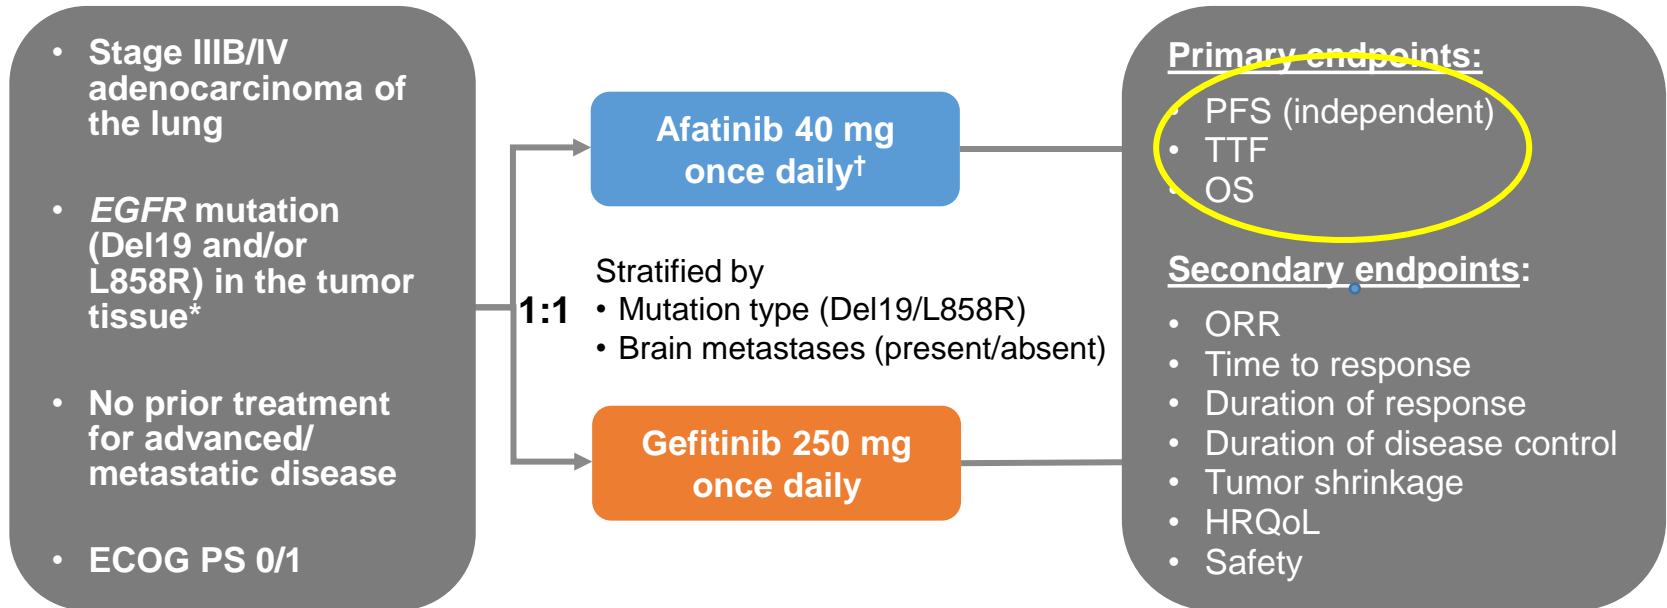 • Stage IIIB/IV
adenocarcinoma of
the lung
• EGFR mutation
(Del19 and/or
L858R) in the tumor
tissue*
• No prior treatment
for advanced/
metastatic disease
• ECOG PS 0/1
1:1
Afatinib 40 mg
once daily†
Stratified by
• Mutation type (Del19/L858R)
• Brain metastases (present/absent)
Gefitinib 250 mg
once daily
Primary endpoints:
• PFS (independent)
• TTF
• OS
Secondary endpoints:
• ORR
• Time to response
• Duration of response
• Duration of disease control
• Tumor shrinkage
• HRQoL
• Safety